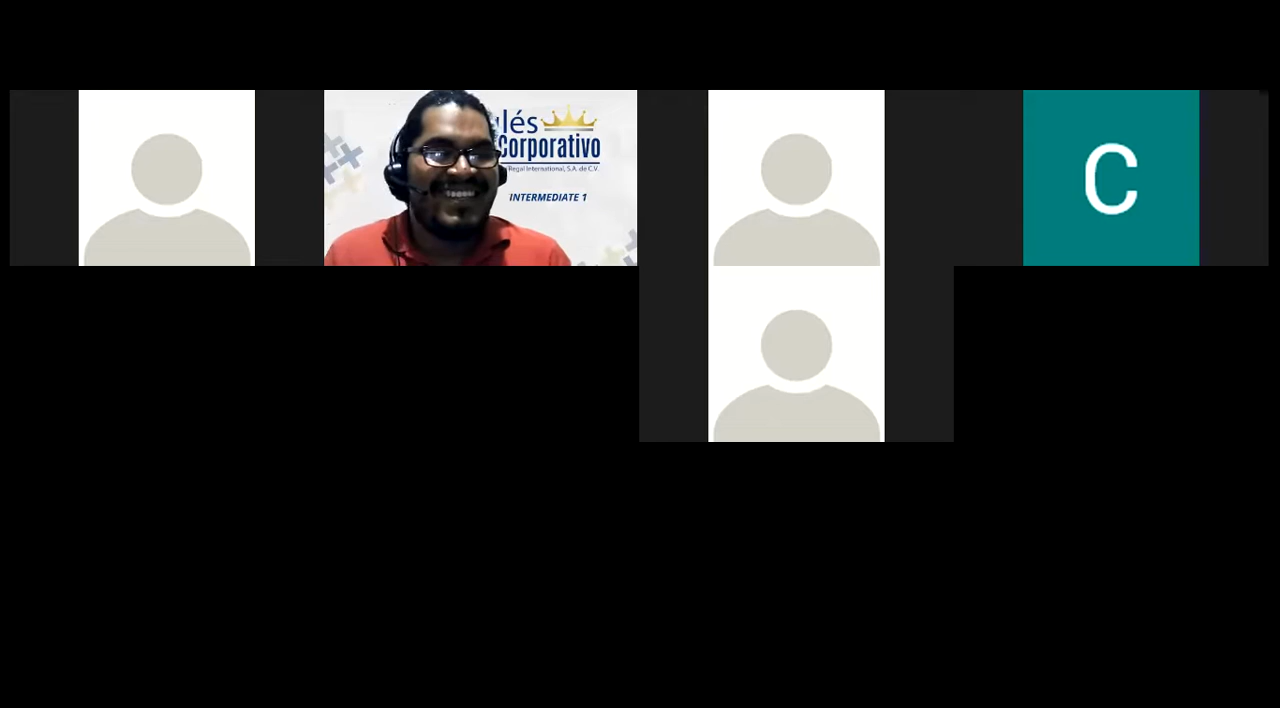 lés
Corporativo
Regal International, S.A. de C.V.
INTERMEDIATE 1
C